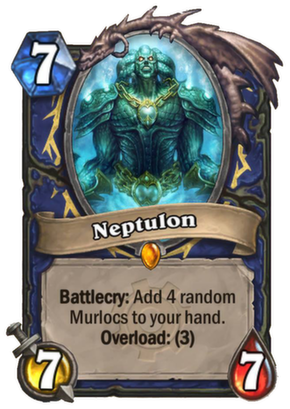 7
Neptulon
Battlecry: Add 4 random
Murlocs to your hand.
Overload: (3)
7
7